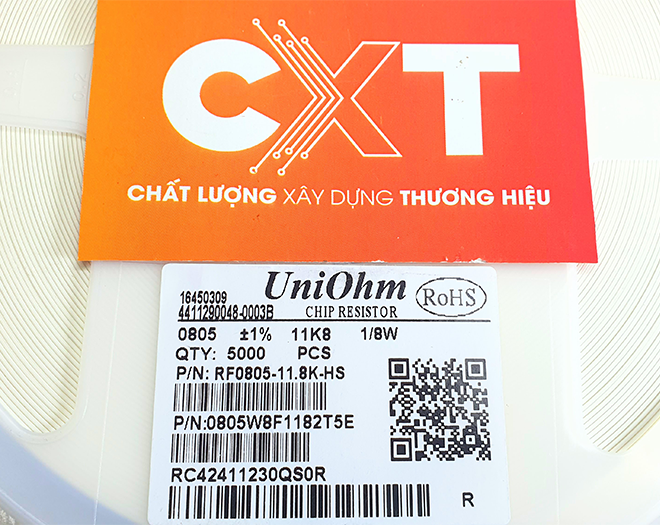 CXT
CHẤT LƯỢNG XÂY DỰNG THƯƠNG HIỆU
16450309
4411290048-0003B
UniOhm
CHIP RESISTOR
RoHS
0805 ±1% 11K8 1/8W
QTY: 5000 PCS
P/N: RF0805-11.8K-HS
P/N:0805W8F1182T5E
RC42411230QS0R
R